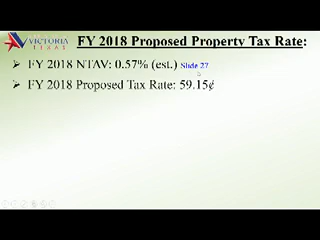 VICTORIA
TEXAS
FY 2018 Proposed Property Tax Rate:
➢ FY 2018 NTAV: 0.57% (est.) Slide 27
➢ FY 2018 Proposed Tax Rate: 59.15¢